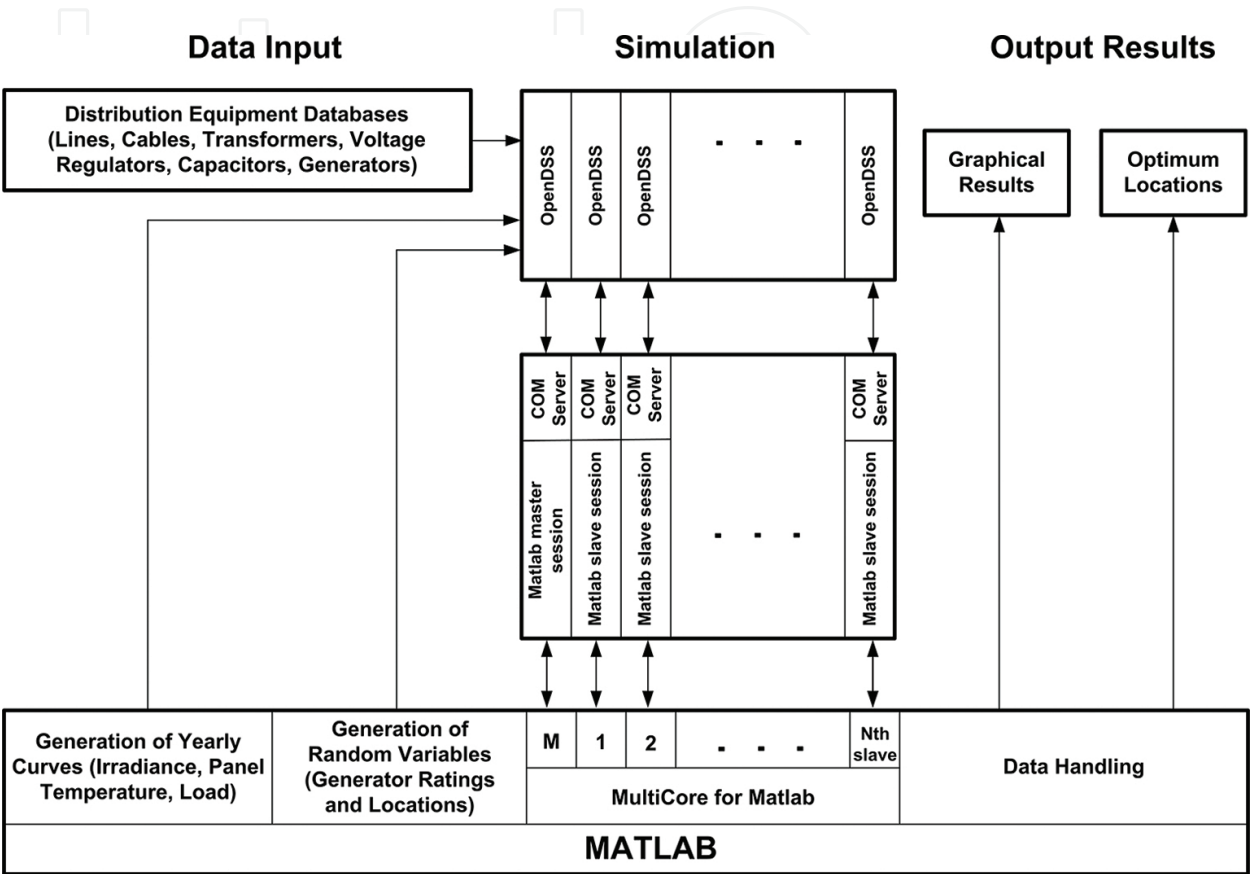 Data Input
Simulation
Output Results
Distribution Equipment Databases
(Lines, Cables, Transformers, Voltage
Regulators, Capacitors, Generators)
OpenDSS
OpenDSS
OpenDSS
. . .
OpenDSS
Graphical
Results
Optimum
Locations
COM
Server
COM
Server
COM
Server
COM
Server
Matlab master
session
Matlab slave session
Matlab slave session
. . .
Matlab slave session
Generation of Yearly
Curves (Irradiance, Panel
Temperature, Load)
Generation of
Random Variables
(Generator Ratings
and Locations)
M
1
2
. . .
Nth
slave
MultiCore for Matlab
Data Handling
MATLAB